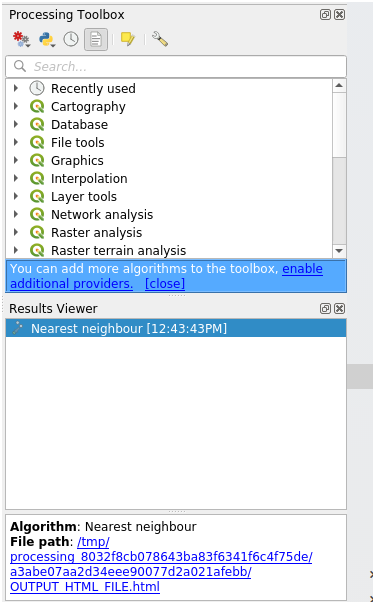 Processing Toolbox
Search...
Recently used
Cartography
Database
File tools
Graphics
Interpolation
Layer tools
Network analysis
Raster analysis
Raster terrain analysis
You can add more algorithms to the toolbox, enable
additional providers. [close]
Results Viewer
Nearest neighbour [12:43:43PM]
Algorithm: Nearest neighbour
File path: /tmp/
processing_8032f8cb078643ba83f6341f6c4f75de/
a3abe07aa2d34eee90077d2a021afebb/
OUTPUT_HTML_FILE.html